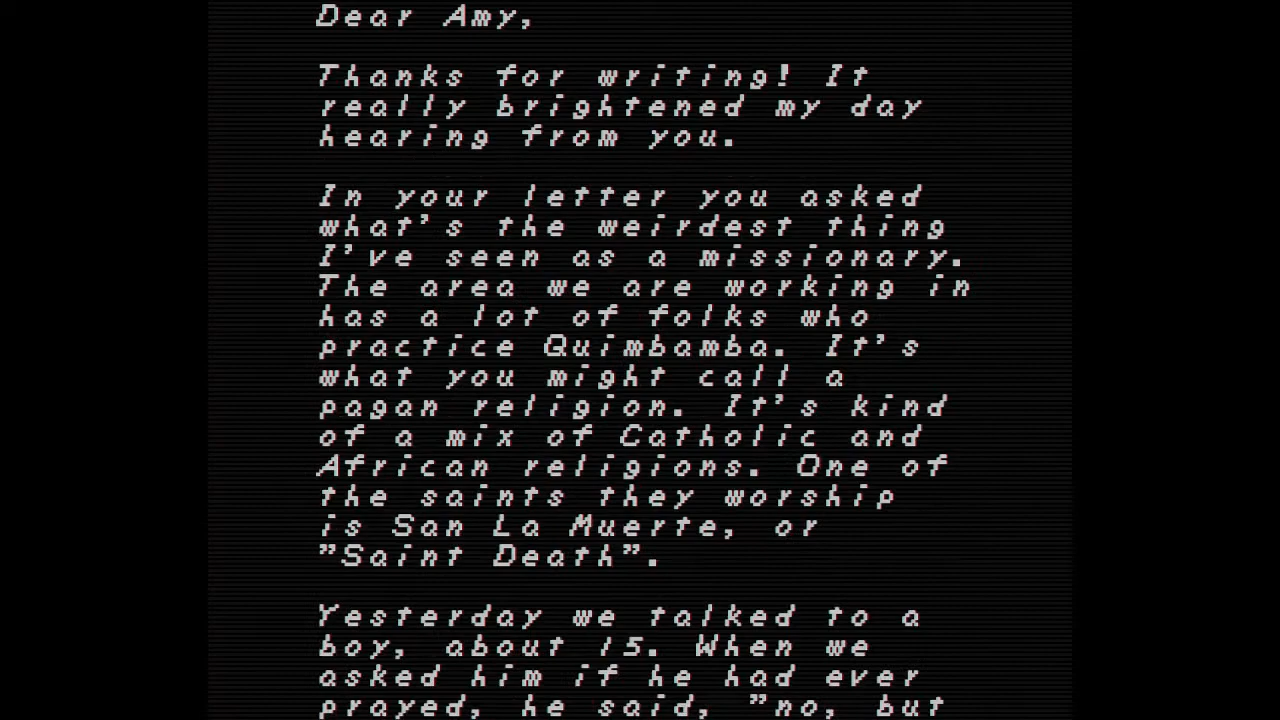 Dear Amy,
Thanks for writing! It
really brightened my day
hearing from you.
In your letter you asked
what's the weirdest thing
I've seen as a missionary.
The area we are working in
has a lot of folks who
practice Quimbamba. It's
what you might call a
pagan religion. It's kind
of a mix of Catholic and
African religions. One of
the saints they worship
is San La Muerte, or
"Saint Death".
Yesterday we talked to a
boy, about 15. When we
asked him if he had ever
prayed, he said, "no, but